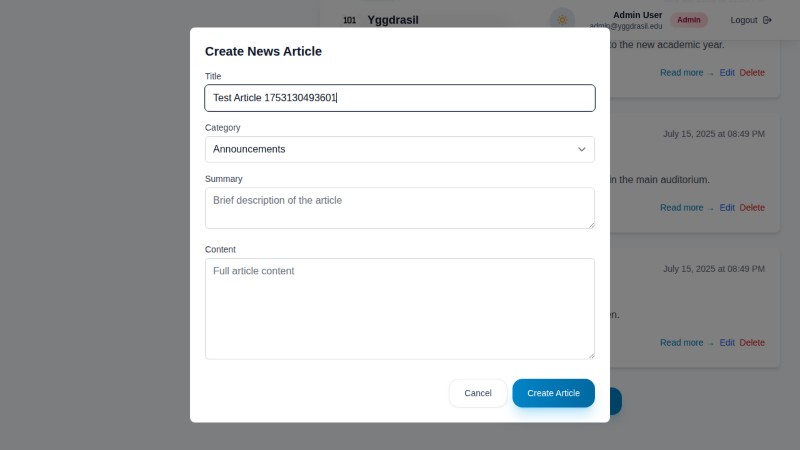 101 Yggdrasil
Admin User
admin@yggdrasil.edu
Admin
Logout
to the new academic year.
Read more → Edit Delete
July 15, 2025 at 08:49 PM
in the main auditorium.
Read more → Edit Delete
July 15, 2025 at 08:49 PM
en.
Read more → Edit Delete
Create News Article
Title
Test Article 1753130493601
Category
Announcements
Summary
Brief description of the article
Content
Full article content
Cancel
Create Article